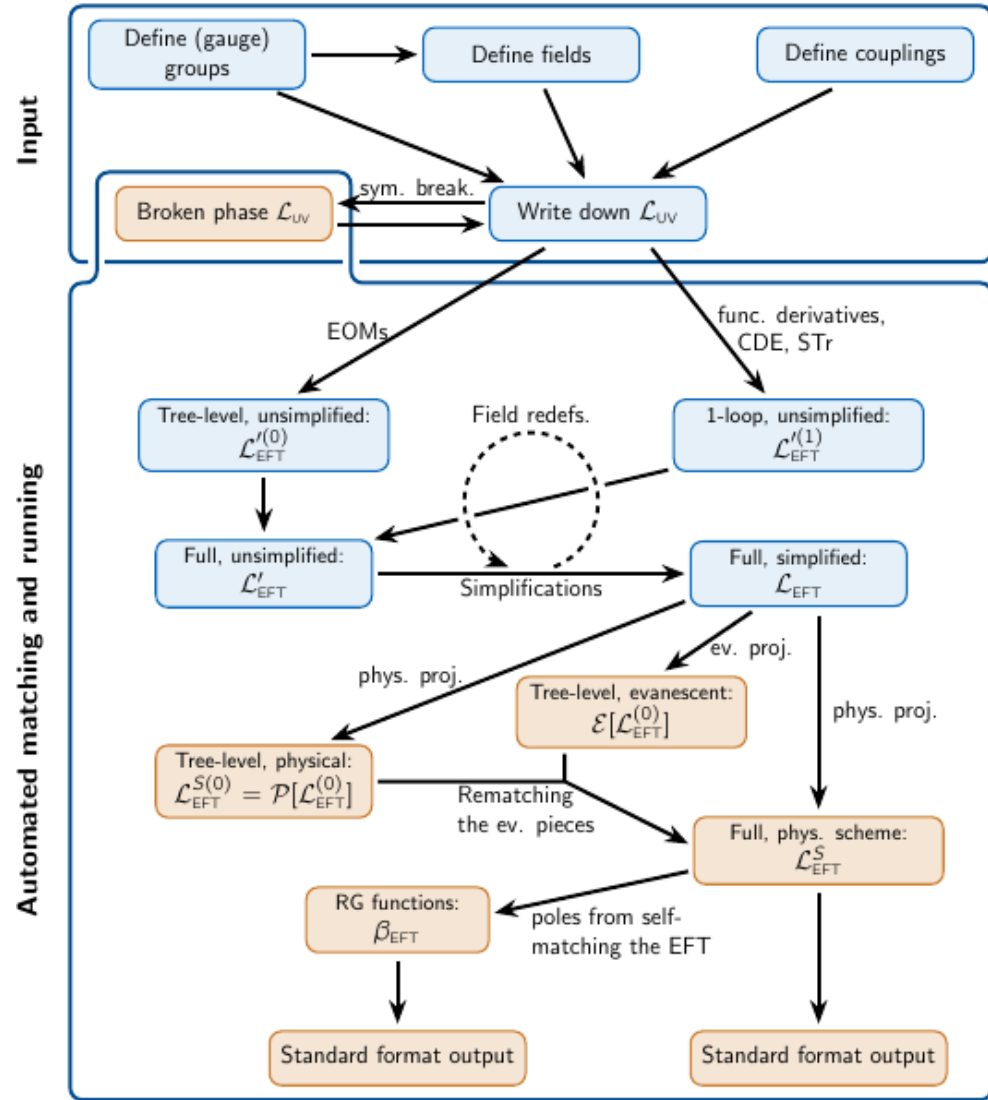 Input
Define (gauge)
groups
Define fields
Define couplings
sym. break.
Broken phase ℒ_UV
Write down ℒ_UV
Automated matching and running
EOMs
func. derivatives,
CDE, STr
Tree-level, unsimplified:
ℒ′_EFT^(0)
Field redefs.
1-loop, unsimplified:
ℒ′_EFT^(1)
Full, unsimplified:
ℒ′_EFT
Simplifications
Full, simplified:
ℒ_EFT
phys. proj.
ev. proj.
phys. proj.
Tree-level, evanescent:
ℰ[ℒ_EFT^(0)]
Tree-level, physical:
ℒ_EFT^S(0) = 𝒫[ℒ_EFT^(0)]
Rematching
the ev. pieces
Full, phys. scheme:
ℒ_EFT^S
RG functions:
β_EFT
poles from self-
matching the EFT
Standard format output
Standard format output